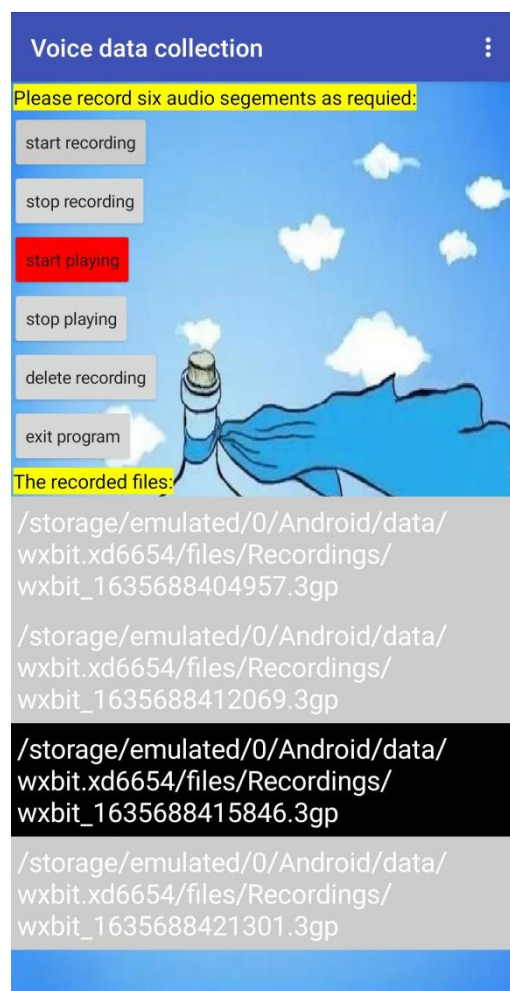 Voice data collection
Please record six audio segements as requied:
start recording
stop recording
start playing
stop playing
delete recording
exit program
The recorded files:
/storage/emulated/0/Android/data/
wxbit.xd6654/files/Recordings/
wxbit_1635688404957.3gp
/storage/emulated/0/Android/data/
wxbit.xd6654/files/Recordings/
wxbit_1635688412069.3gp
/storage/emulated/0/Android/data/
wxbit.xd6654/files/Recordings/
wxbit_1635688415846.3gp
/storage/emulated/0/Android/data/
wxbit.xd6654/files/Recordings/
wxbit_1635688421301.3gp